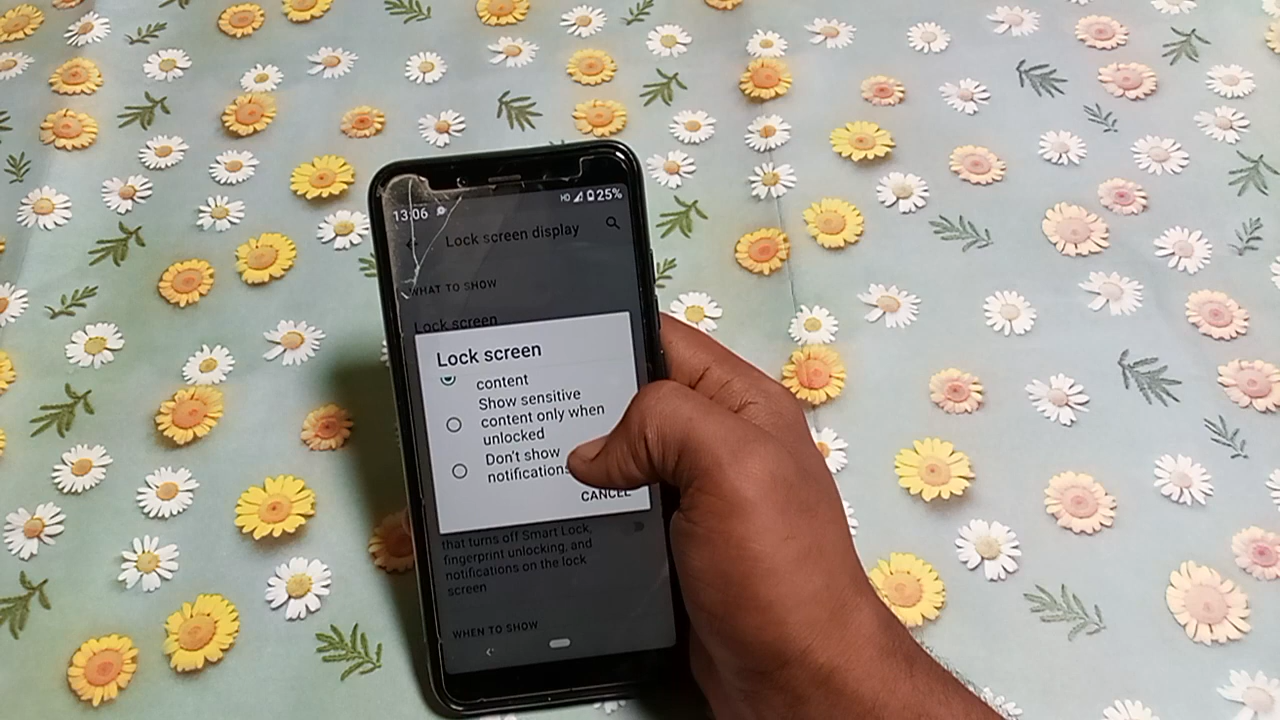 13:06 HD 25%
Lock screen display
WHAT TO SHOW
Lock screen
Lock screen
content
Show sensitive
content only when
unlocked
Don't show
notifications
CANCEL
that turns off Smart Lock,
fingerprint unlocking, and
notifications on the lock
screen
WHEN TO SHOW